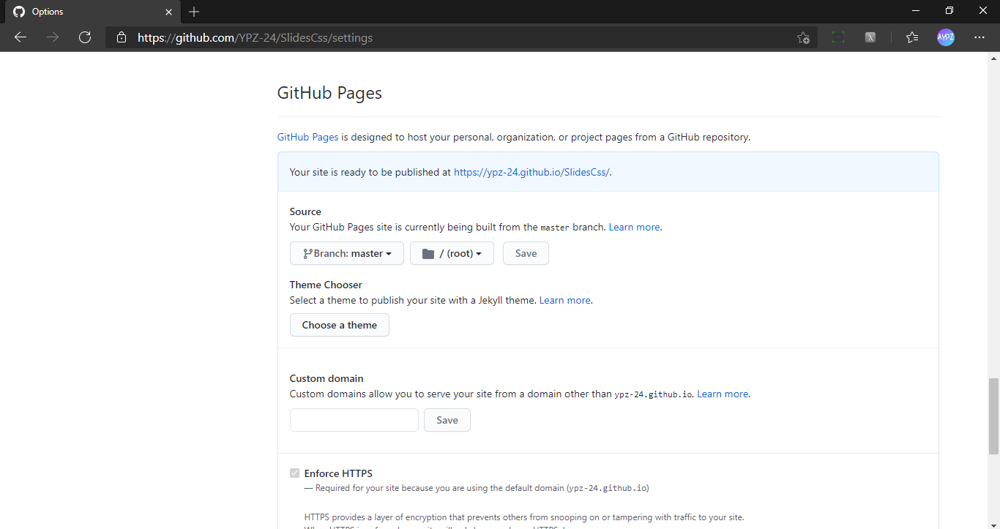 Options
https://github.com/YPZ-24/SlidesCss/settings
AYPZ
GitHub Pages
GitHub Pages is designed to host your personal, organization, or project pages from a GitHub repository.
Your site is ready to be published at https://ypz-24.github.io/SlidesCss/.
Source
Your GitHub Pages site is currently being built from the master branch. Learn more.
Branch: master / (root) Save
Theme Chooser
Select a theme to publish your site with a Jekyll theme. Learn more.
Choose a theme
Custom domain
Custom domains allow you to serve your site from a domain other than ypz-24.github.io. Learn more.
Save
Enforce HTTPS
— Required for your site because you are using the default domain (ypz-24.github.io)
HTTPS provides a layer of encryption that prevents others from snooping on or tampering with traffic to your site.